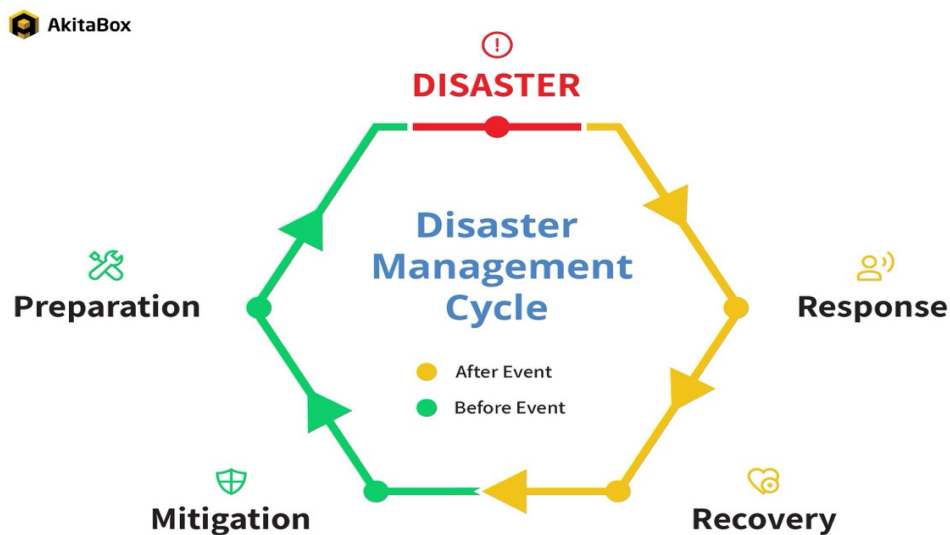 AkitaBox
DISASTER
Disaster
Management
Cycle
Preparation
Response
After Event
Before Event
Mitigation
Recovery